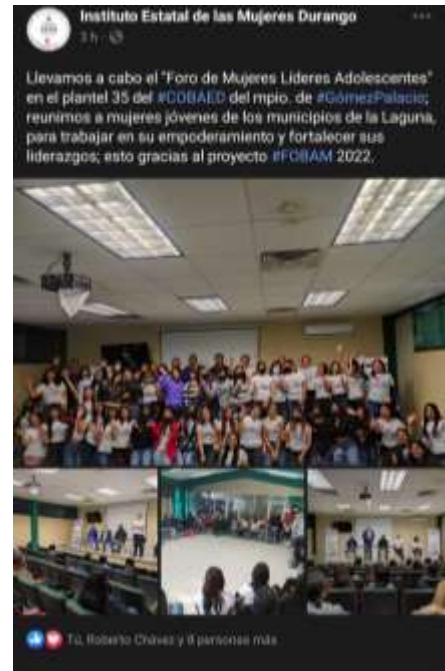 Instituto Estatal de las Mujeres Durango
3 h ·
Llevamos a cabo el "Foro de Mujeres Líderes Adolescentes"
en el plantel 35 del #COBAED del mpio. de #GómezPalacio;
reunimos a mujeres jóvenes de los municipios de la Laguna,
para trabajar en su empoderamiento y fortalecer sus
liderazgos; esto gracias al proyecto #FOBAM 2022.
Tú, Roberto Chávez y 8 personas más